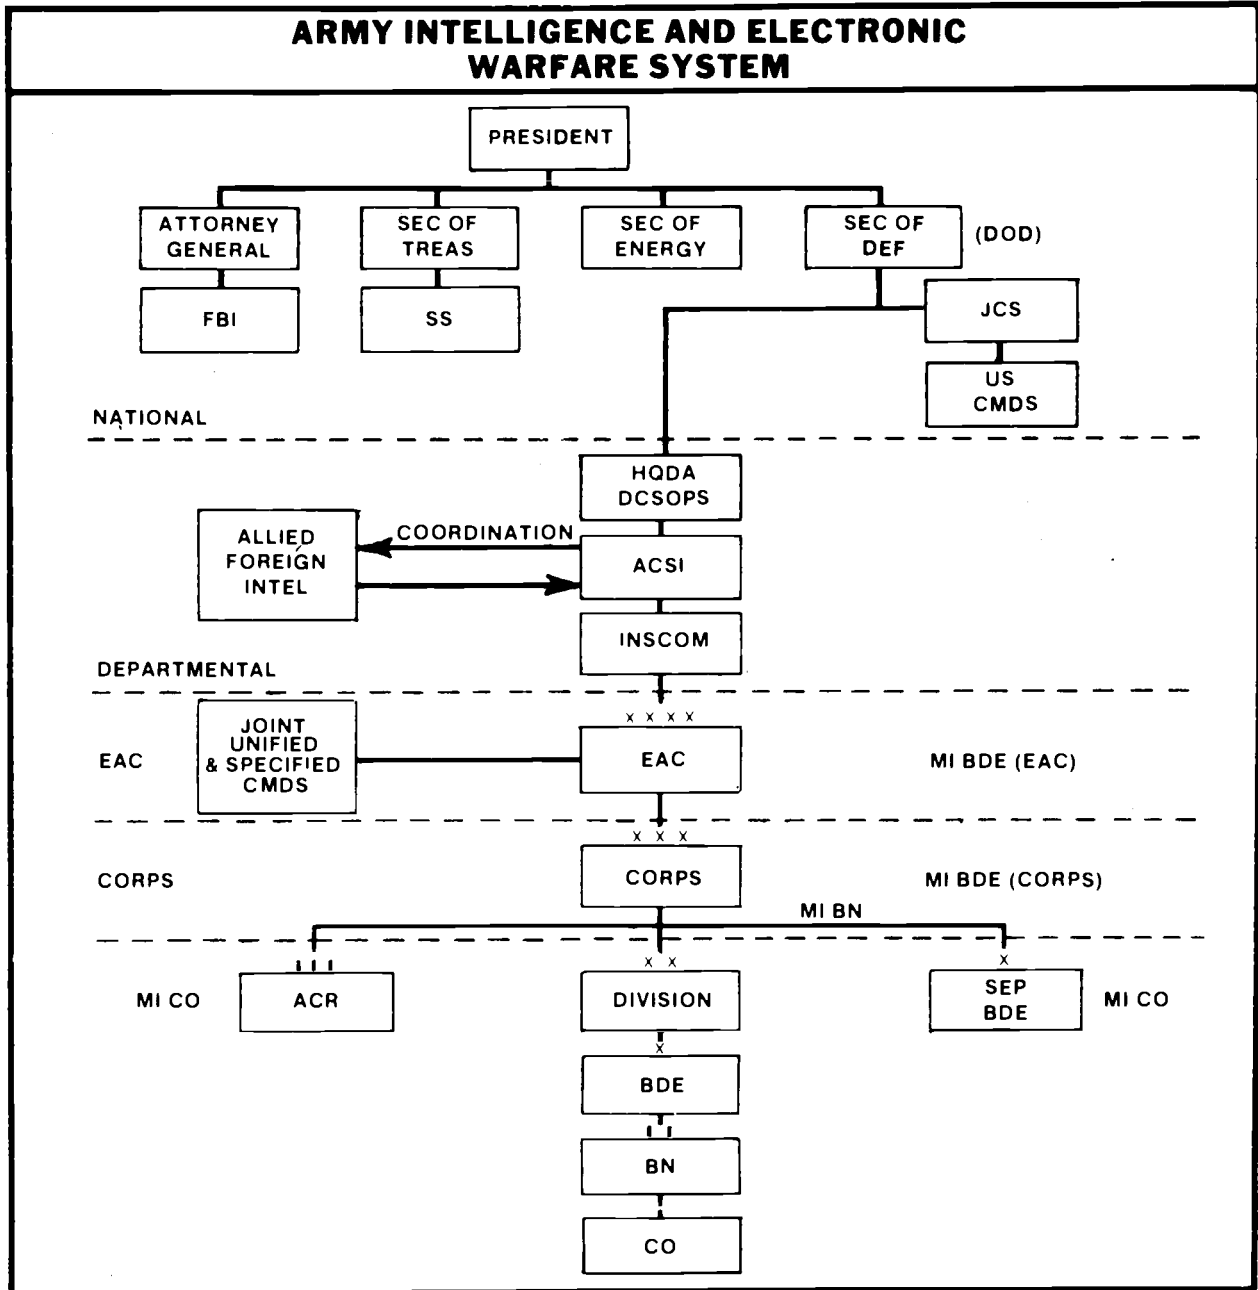 ARMY INTELLIGENCE AND ELECTRONIC
WARFARE SYSTEM
PRESIDENT
ATTORNEY
GENERAL
SEC OF
TREAS
SEC OF
ENERGY
SEC OF
DEF
(DOD)
FBI
SS
JCS
US
CMDS
NATIONAL
HQDA
DCSOPS
ALLIED
FOREIGN
INTEL
COORDINATION
ACSI
INSCOM
DEPARTMENTAL
X X X X
EAC
JOINT
UNIFIED
& SPECIFIED
CMDS
EAC
MI BDE (EAC)
X X X
CORPS
CORPS
MI BDE (CORPS)
MI BN
I I I
X X
X
MI CO
ACR
DIVISION
SEP
BDE
MI CO
X
BDE
I I
BN
I
CO